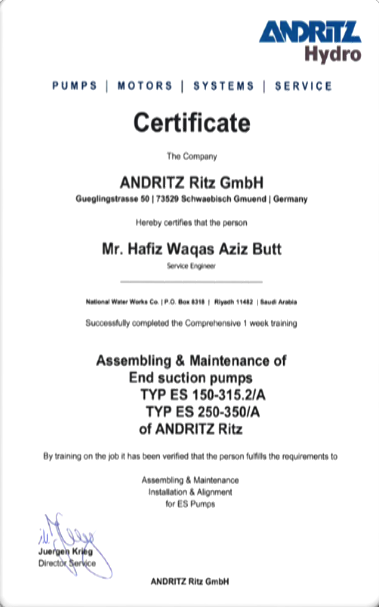 ANDRITZ
Hydro
PUMPS | MOTORS | SYSTEMS | SERVICE
Certificate
The Company
ANDRITZ Ritz GmbH
Gueglingstrasse 50 | 73529 Schwaebisch Gmuend | Germany
Hereby certifies that the person
Mr. Hafiz Waqas Aziz Butt
Service Engineer
National Water Works Co. | P.O. Box 8318 | Riyadh 11482 | Saudi Arabia
Successfully completed the Comprehensive 1 week training
Assembling & Maintenance of
End suction pumps
TYP ES 150-315.2/A
TYP ES 250-350/A
of ANDRITZ Ritz
By training on the job it has been verified that the person fulfills the requirements to
Assembling & Maintenance
Installation & Alignment
for ES Pumps
Juergen Krieg
Director Service
ANDRITZ Ritz GmbH